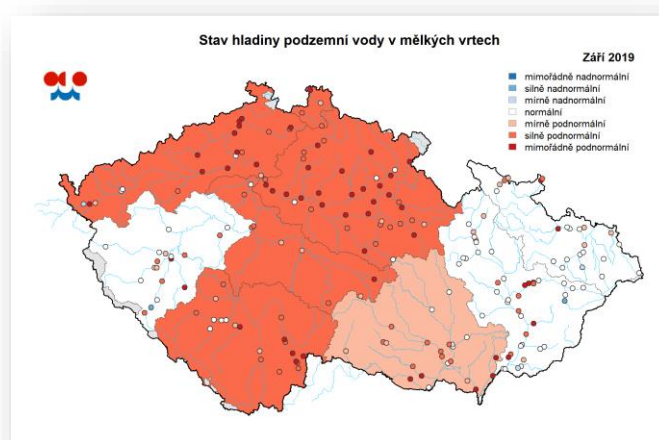 Stav hladiny podzemní vody v mělkých vrtech
Září 2019
mimořádně nadnormální
silně nadnormální
mírně nadnormální
normální
mírně podnormální
silně podnormální
mimořádně podnormální